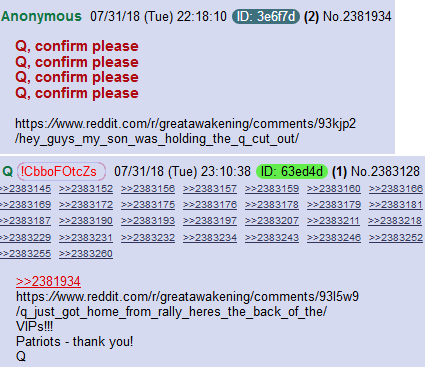 Anonymous 07/31/18 (Tue) 22:18:10 ID: 3e6f7d (2) No.2381934
Q, confirm please
Q, confirm please
Q, confirm please
Q, confirm please
https://www.reddit.com/r/greatawakening/comments/93kjp2
/hey_guys_my_son_was_holding_the_q_cut_out/
Q !CbboFOtcZs 07/31/18 (Tue) 23:10:38 ID: 63ed4d (1) No.2383128
>>2383145 >>2383152 >>2383156 >>2383157 >>2383159 >>2383160 >>2383166
>>2383169 >>2383172 >>2383173 >>2383175 >>2383176 >>2383179 >>2383181
>>2383187 >>2383190 >>2383193 >>2383197 >>2383207 >>2383211 >>2383218
>>2383229 >>2383231 >>2383232 >>2383234 >>2383243 >>2383246 >>2383252
>>2383255 >>2383260
>>2381934
https://www.reddit.com/r/greatawakening/comments/93l5w9
/q_just_got_home_from_rally_heres_the_back_of_the/
VIPs!!!
Patriots - thank you!
Q